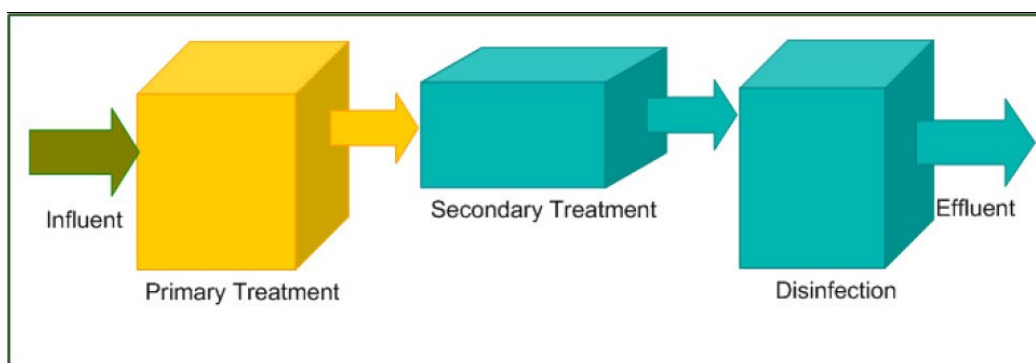 Influent
Primary Treatment
Secondary Treatment
Disinfection
Effluent